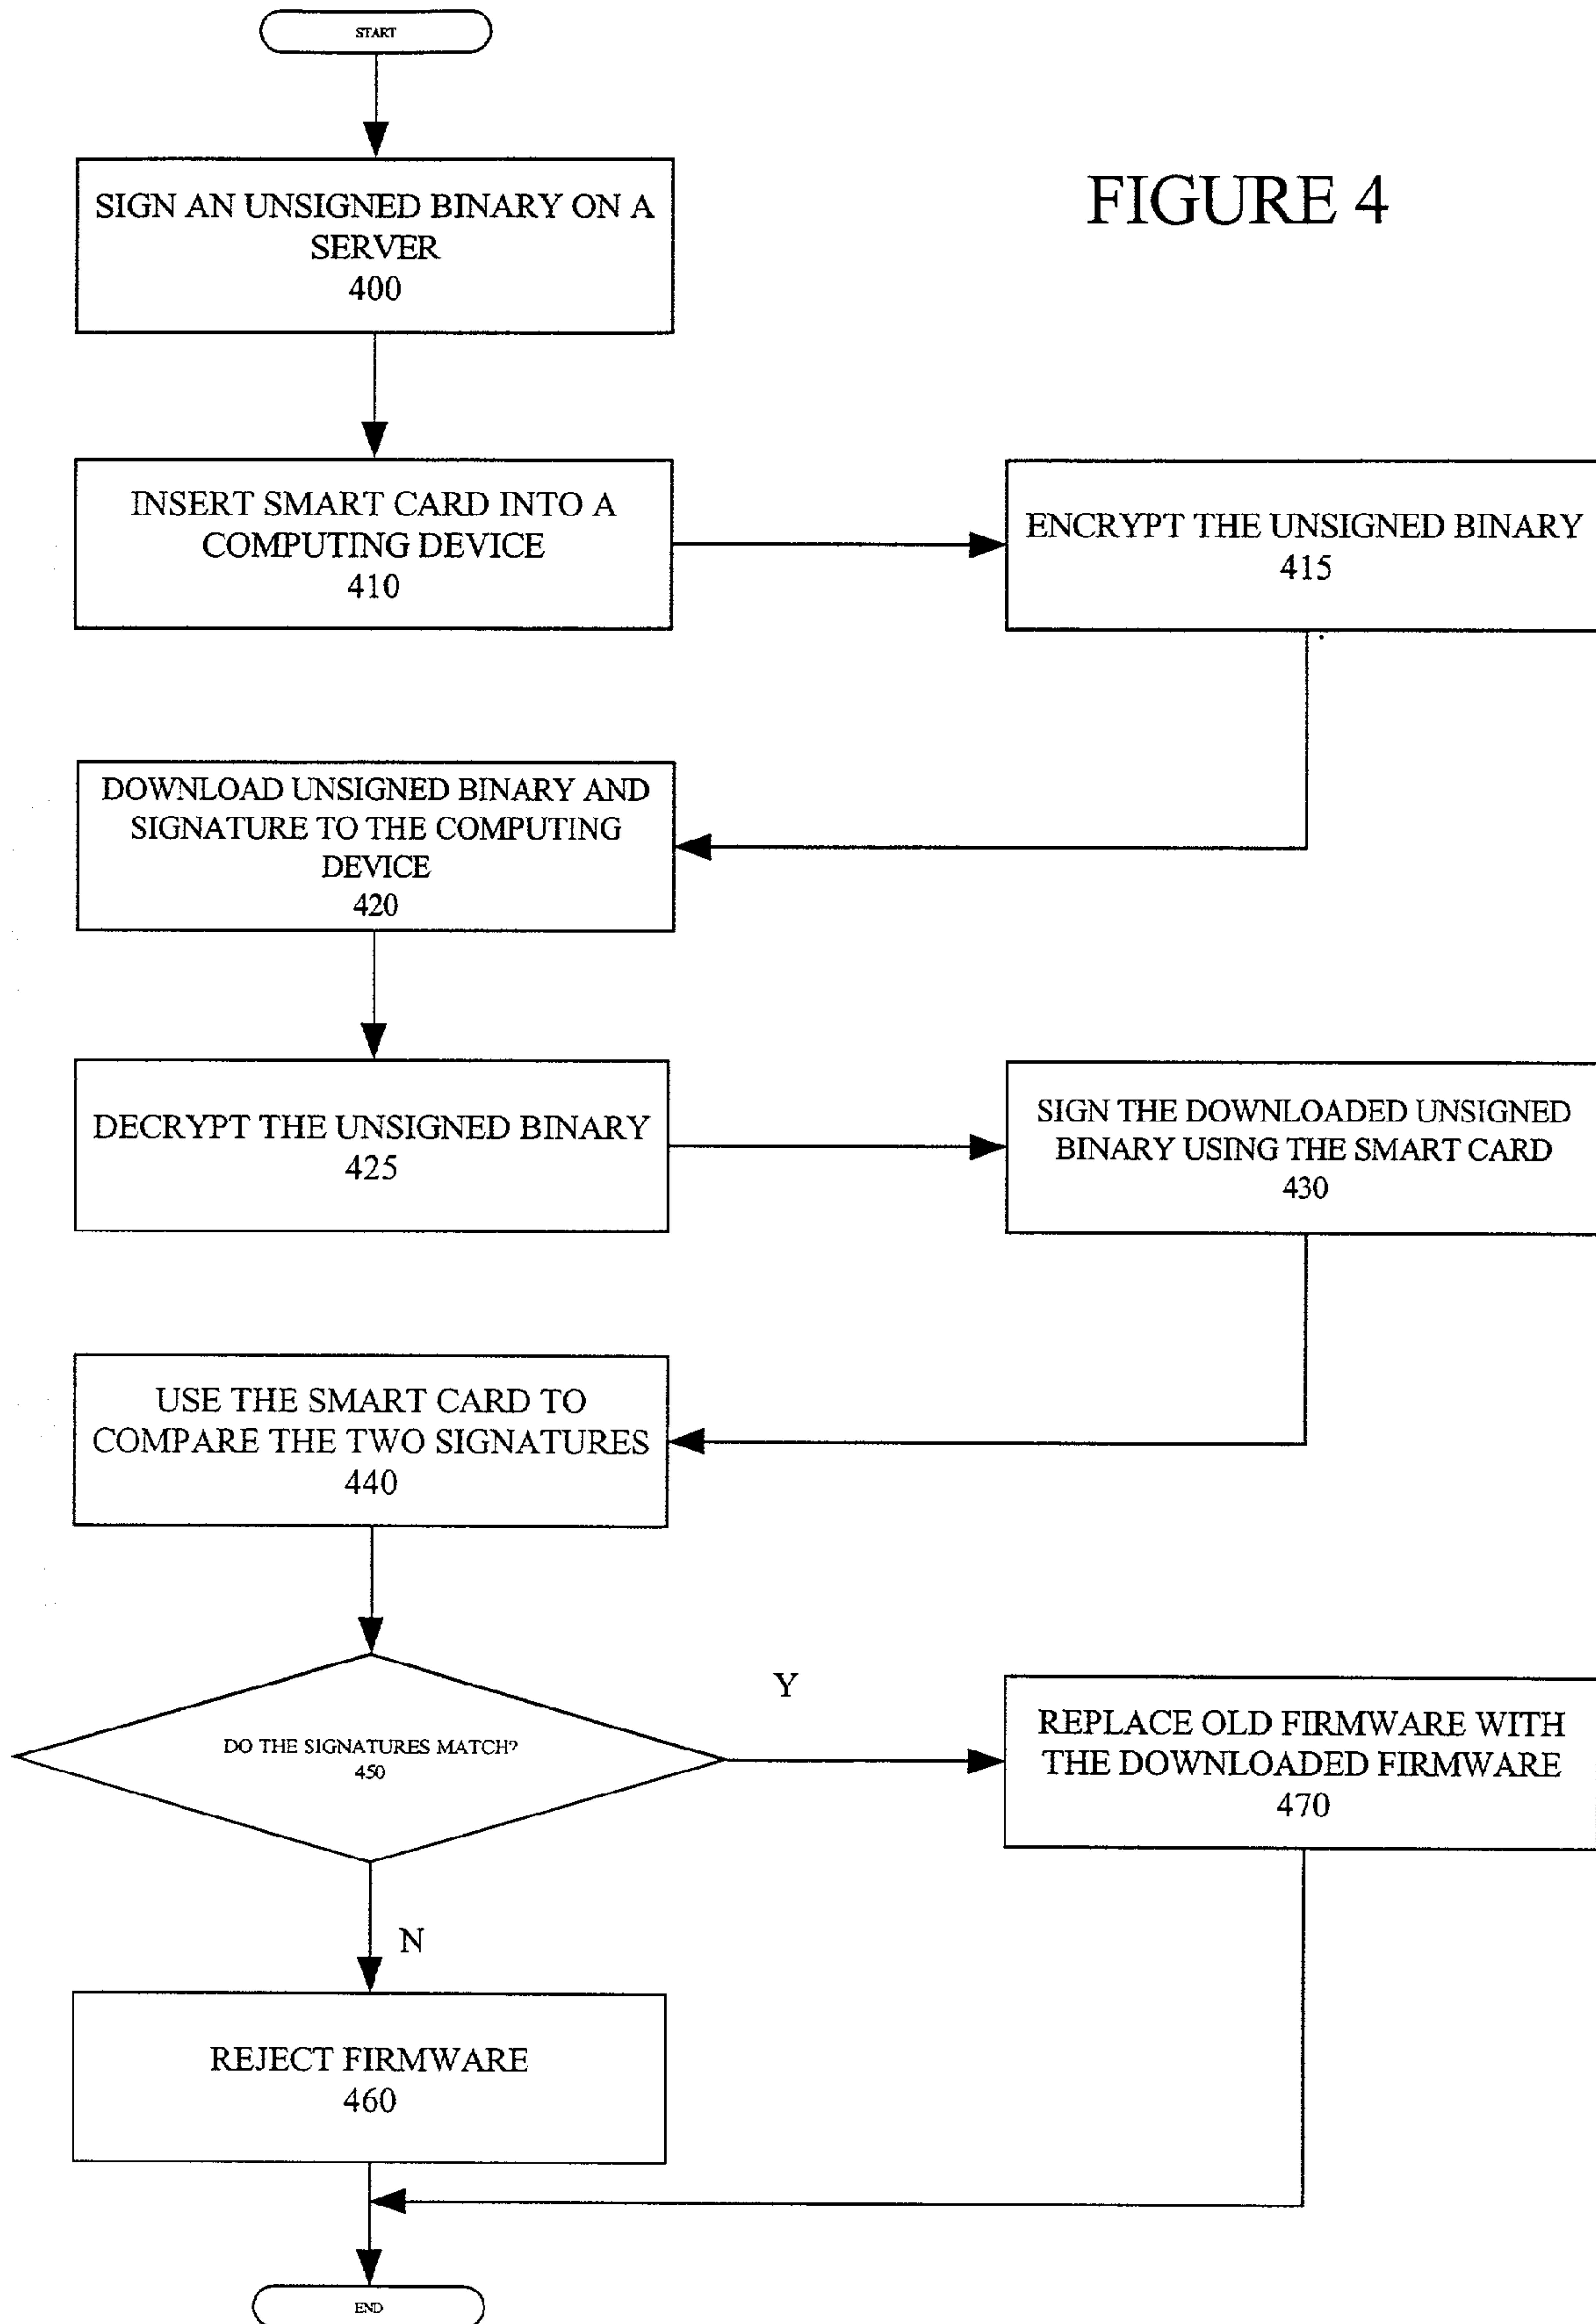 START
FIGURE 4
SIGN AN UNSIGNED BINARY ON A
SERVER
400
INSERT SMART CARD INTO A
COMPUTING DEVICE
410
ENCRYPT THE UNSIGNED BINARY
415
DOWNLOAD UNSIGNED BINARY AND
SIGNATURE TO THE COMPUTING
DEVICE
420
DECRYPT THE UNSIGNED BINARY
425
SIGN THE DOWNLOADED UNSIGNED
BINARY USING THE SMART CARD
430
USE THE SMART CARD TO
COMPARE THE TWO SIGNATURES
440
DO THE SIGNATURES MATCH?
450
Y
REPLACE OLD FIRMWARE WITH
THE DOWNLOADED FIRMWARE
470
N
REJECT FIRMWARE
460
END